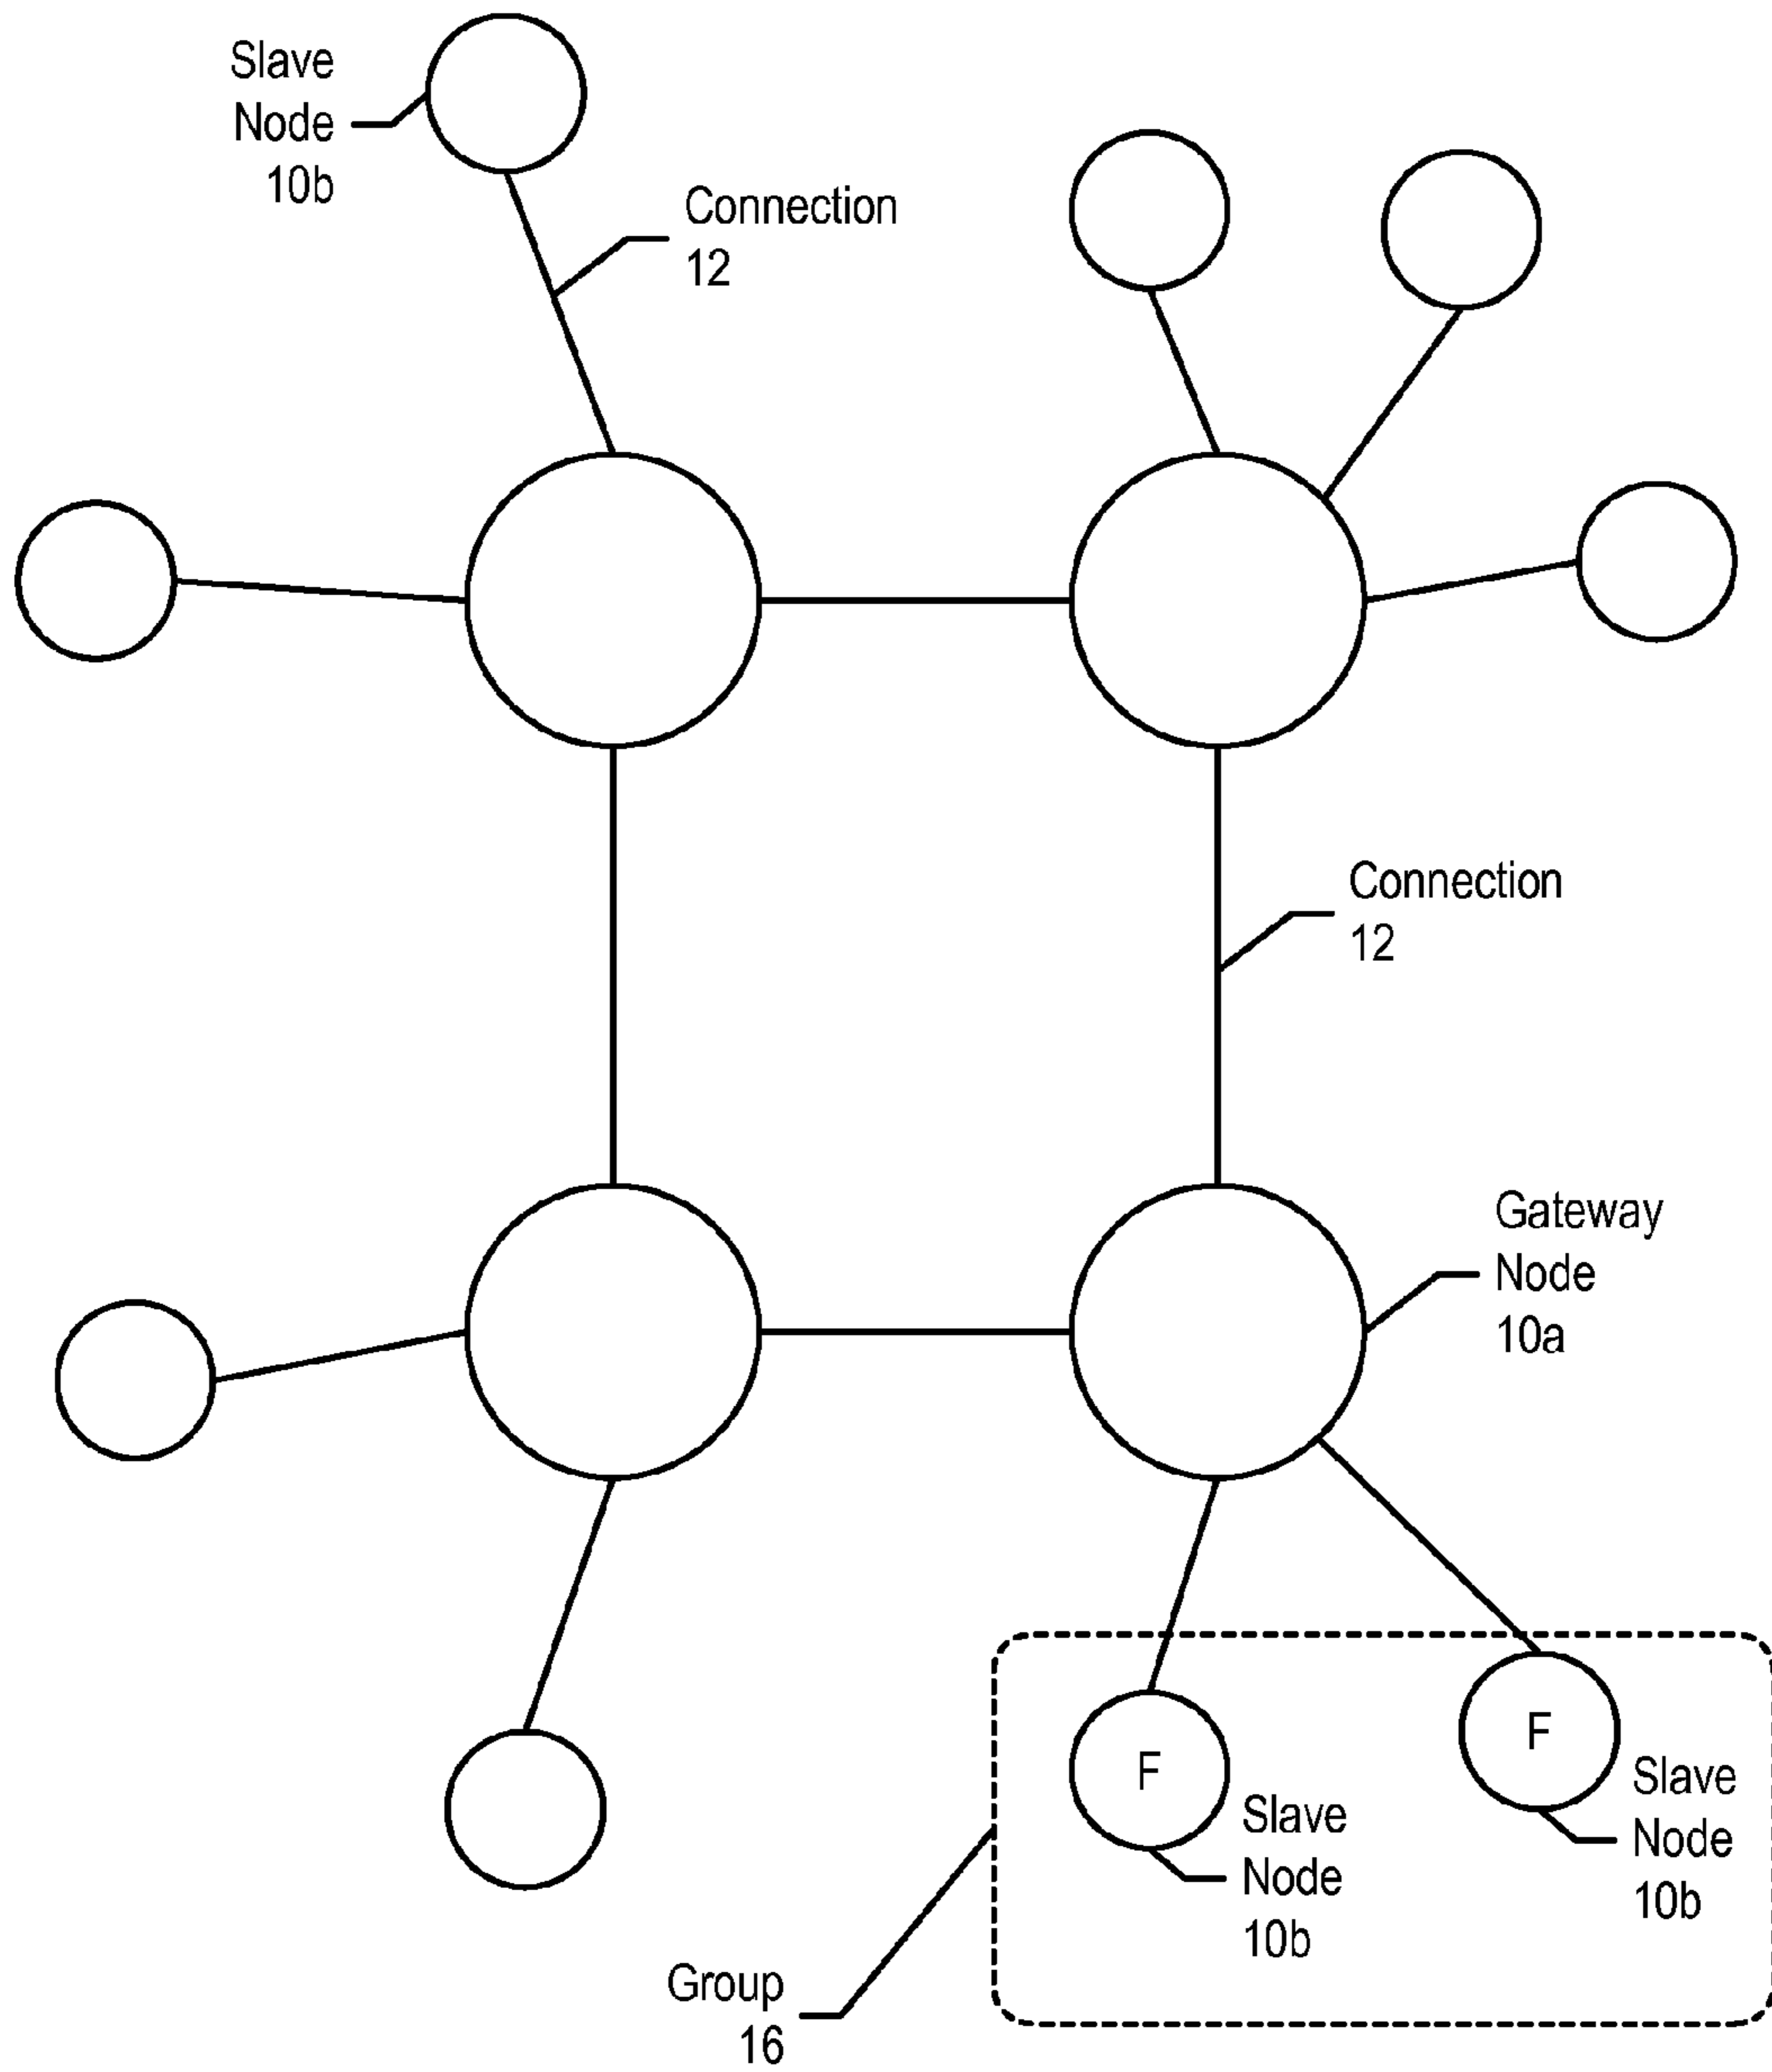 Slave
Node
10b
Connection
12
Connection
12
Gateway
Node
10a
F
Slave
Node
10b
F
Slave
Node
10b
Group
16